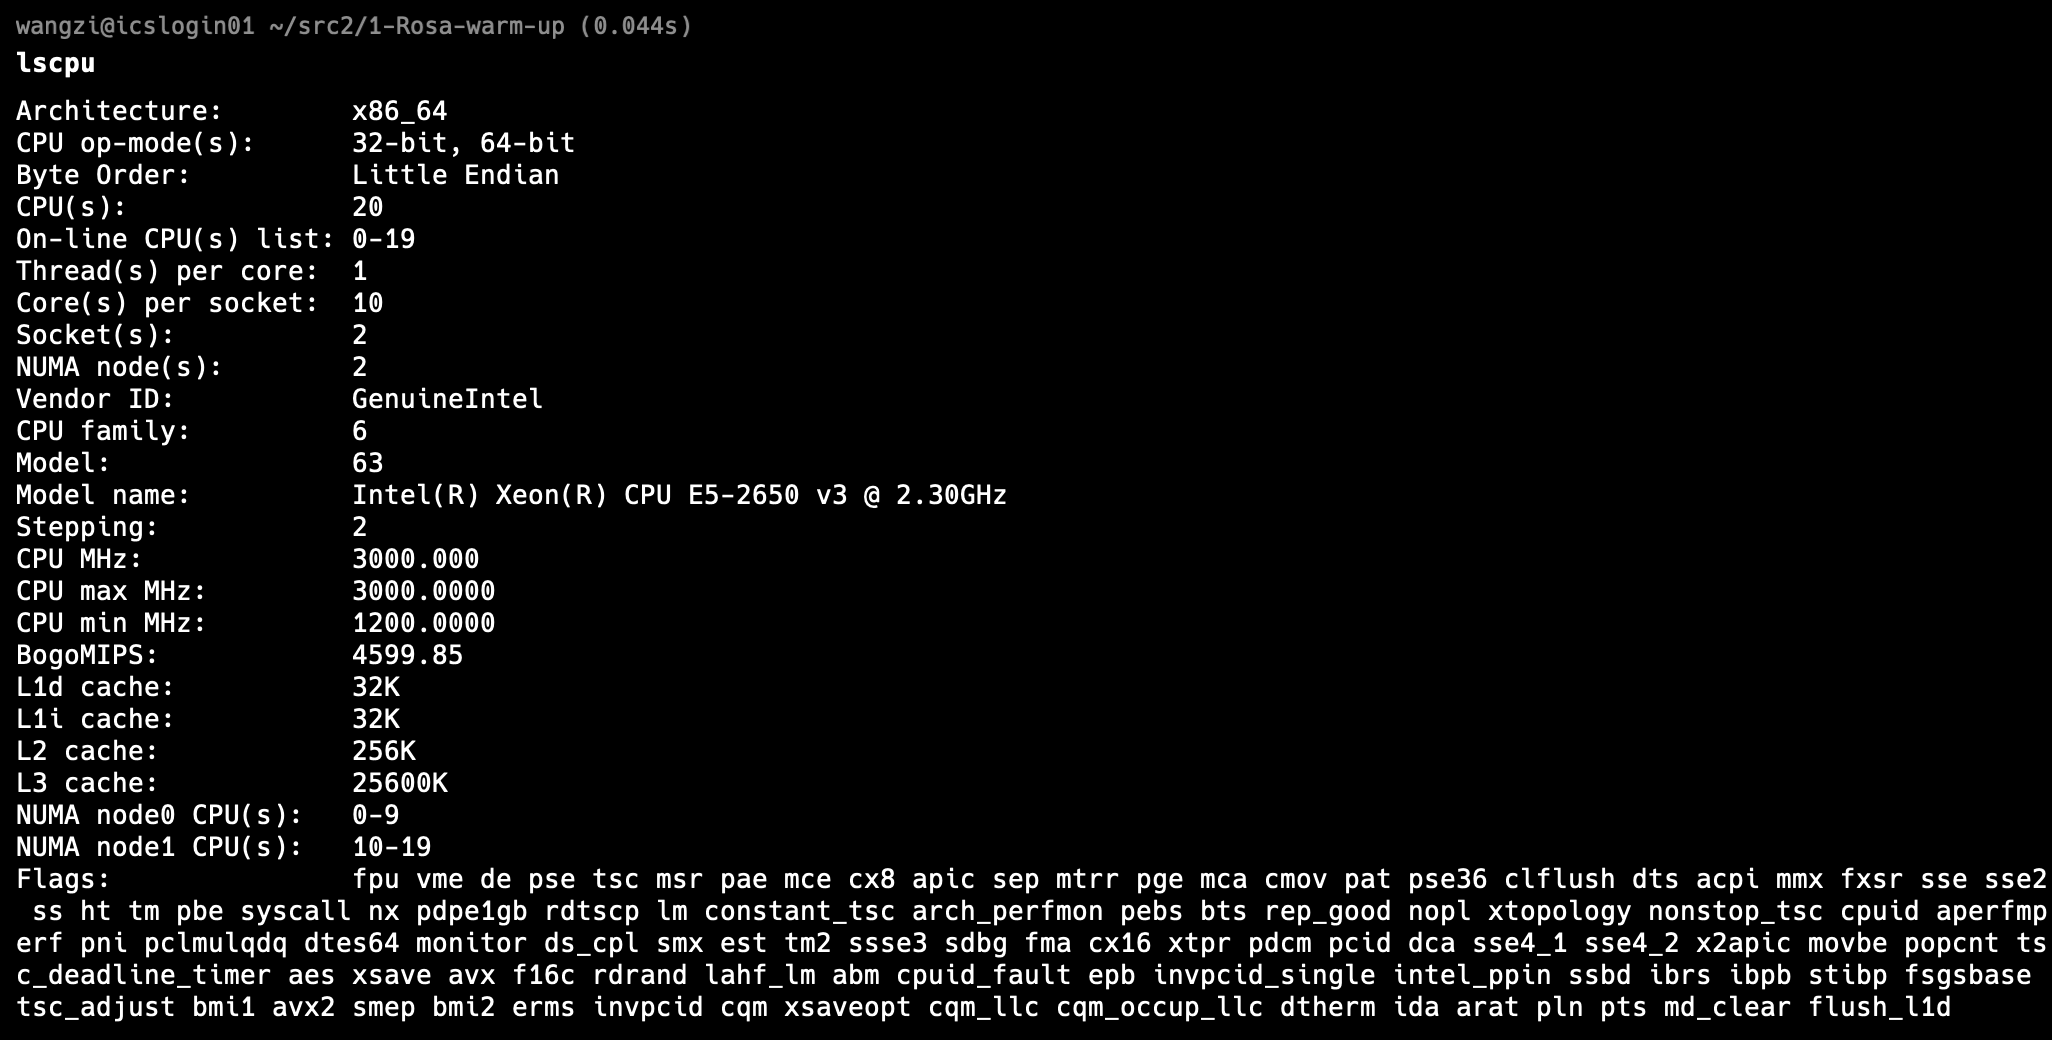 wangzi@icslogin01 ~/src2/1-Rosa-warm-up (0.044s)
lscpu
Architecture:        x86_64
CPU op-mode(s):      32-bit, 64-bit
Byte Order:          Little Endian
CPU(s):              20
On-line CPU(s) list: 0-19
Thread(s) per core:  1
Core(s) per socket:  10
Socket(s):           2
NUMA node(s):        2
Vendor ID:           GenuineIntel
CPU family:          6
Model:               63
Model name:          Intel(R) Xeon(R) CPU E5-2650 v3 @ 2.30GHz
Stepping:            2
CPU MHz:             3000.000
CPU max MHz:         3000.0000
CPU min MHz:         1200.0000
BogoMIPS:            4599.85
L1d cache:           32K
L1i cache:           32K
L2 cache:            256K
L3 cache:            25600K
NUMA node0 CPU(s):   0-9
NUMA node1 CPU(s):   10-19
Flags:               fpu vme de pse tsc msr pae mce cx8 apic sep mtrr pge mca cmov pat pse36 clflush dts acpi mmx fxsr sse sse2
 ss ht tm pbe syscall nx pdpe1gb rdtscp lm constant_tsc arch_perfmon pebs bts rep_good nopl xtopology nonstop_tsc cpuid aperfmp
erf pni pclmulqdq dtes64 monitor ds_cpl smx est tm2 ssse3 sdbg fma cx16 xtpr pdcm pcid dca sse4_1 sse4_2 x2apic movbe popcnt ts
c_deadline_timer aes xsave avx f16c rdrand lahf_lm abm cpuid_fault epb invpcid_single intel_ppin ssbd ibrs ibpb stibp fsgsbase
tsc_adjust bmi1 avx2 smep bmi2 erms invpcid cqm xsaveopt cqm_llc cqm_occup_llc dtherm ida arat pln pts md_clear flush_l1d